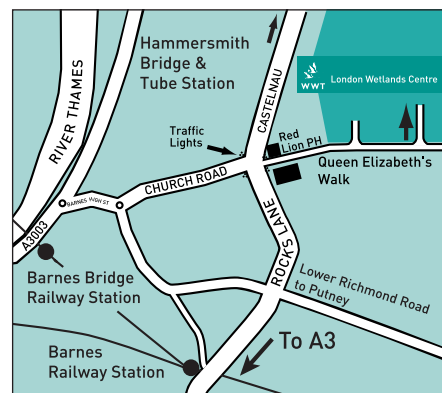 Hammersmith
Bridge &
Tube Station
RIVER THAMES
CASTELNAU
WWT
London Wetlands Centre
Traffic
Lights
Red
Lion PH
Queen Elizabeth's
Walk
CHURCH ROAD
BARNES HIGH ST
A3003
ROCKS LANE
Barnes Bridge
Railway Station
Lower Richmond Road
to Putney
To A3
Barnes
Railway Station